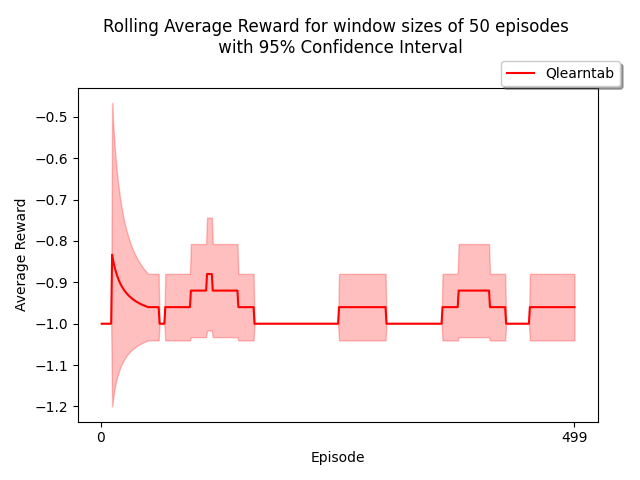 Rolling Average Reward for window sizes of 50 episodes
with 95% Confidence Interval
Qlearntab
−0.5
−0.6
−0.7
−0.8
−0.9
−1.0
−1.1
−1.2
Average Reward
0
499
Episode